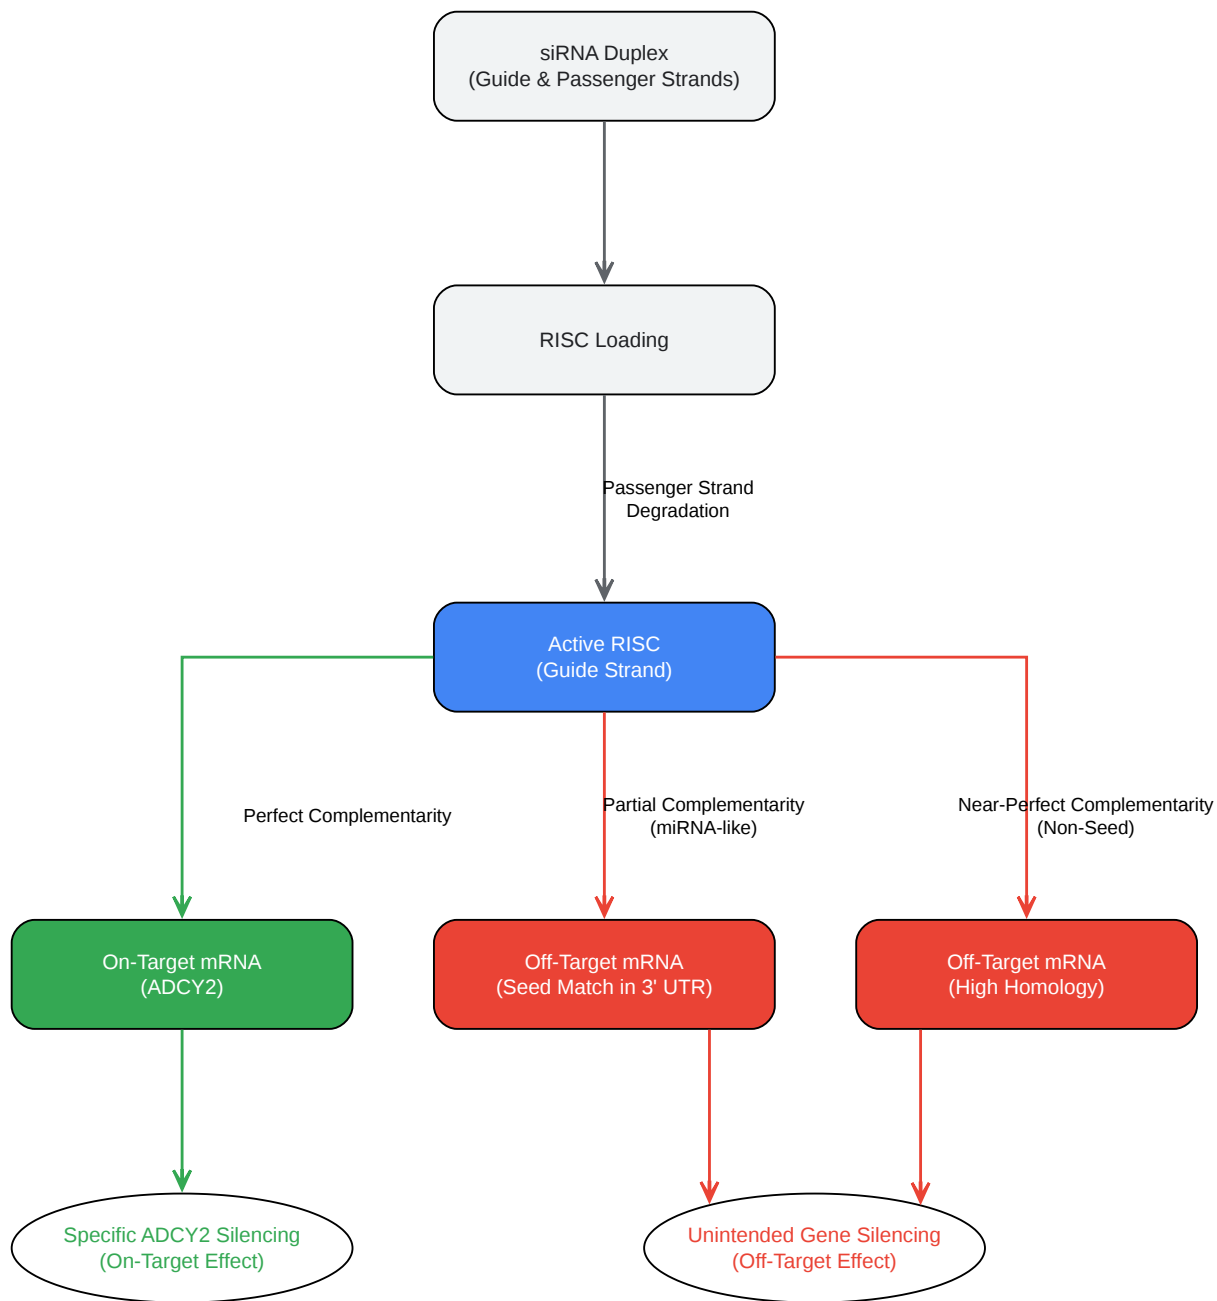 siRNA Duplex
(Guide & Passenger Strands)
RISC Loading
Passenger Strand
Degradation
Active RISC
(Guide Strand)
Perfect Complementarity
Partial Complementarity
(miRNA-like)
Near-Perfect Complementarity
(Non-Seed)
On-Target mRNA
(ADCY2)
Off-Target mRNA
(Seed Match in 3' UTR)
Off-Target mRNA
(High Homology)
Specific ADCY2 Silencing
(On-Target Effect)
Unintended Gene Silencing
(Off-Target Effect)